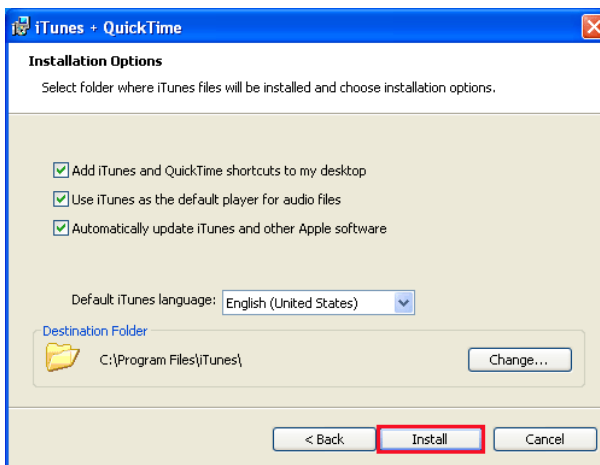 iTunes + QuickTime
Installation Options
Select folder where iTunes files will be installed and choose installation options.
Add iTunes and QuickTime shortcuts to my desktop
Use iTunes as the default player for audio files
Automatically update iTunes and other Apple software
Default iTunes language: English (United States)
Destination Folder
C:\Program Files\iTunes\ Change...
< Back Install Cancel